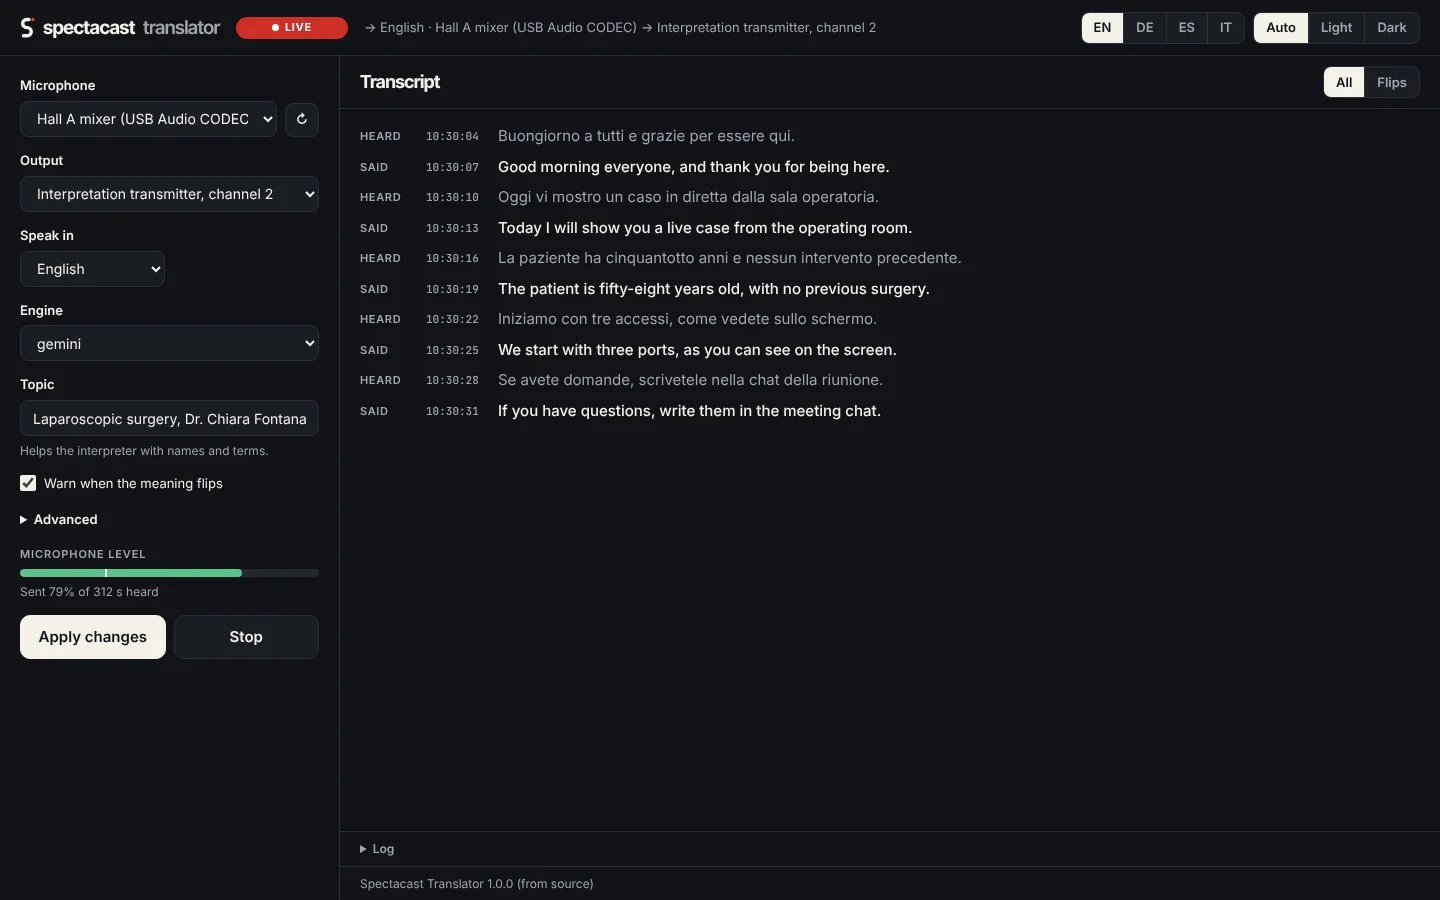 spectacast translator
LIVE
→ English · Hall A mixer (USB Audio CODEC) → Interpretation transmitter, channel 2
EN DE ES IT
Auto Light Dark
Microphone
Hall A mixer (USB Audio CODEC
Output
Interpretation transmitter, channel 2
Speak in
English
Engine
gemini
Topic
Laparoscopic surgery, Dr. Chiara Fontana
Helps the interpreter with names and terms.
Warn when the meaning flips
Advanced
MICROPHONE LEVEL
Sent 79% of 312 s heard
Apply changes
Stop
Transcript
All Flips
HEARD 10:30:04 Buongiorno a tutti e grazie per essere qui.
SAID 10:30:07 Good morning everyone, and thank you for being here.
HEARD 10:30:10 Oggi vi mostro un caso in diretta dalla sala operatoria.
SAID 10:30:13 Today I will show you a live case from the operating room.
HEARD 10:30:16 La paziente ha cinquantotto anni e nessun intervento precedente.
SAID 10:30:19 The patient is fifty-eight years old, with no previous surgery.
HEARD 10:30:22 Iniziamo con tre accessi, come vedete sullo schermo.
SAID 10:30:25 We start with three ports, as you can see on the screen.
HEARD 10:30:28 Se avete domande, scrivetele nella chat della riunione.
SAID 10:30:31 If you have questions, write them in the meeting chat.
Log
Spectacast Translator 1.0.0 (from source)